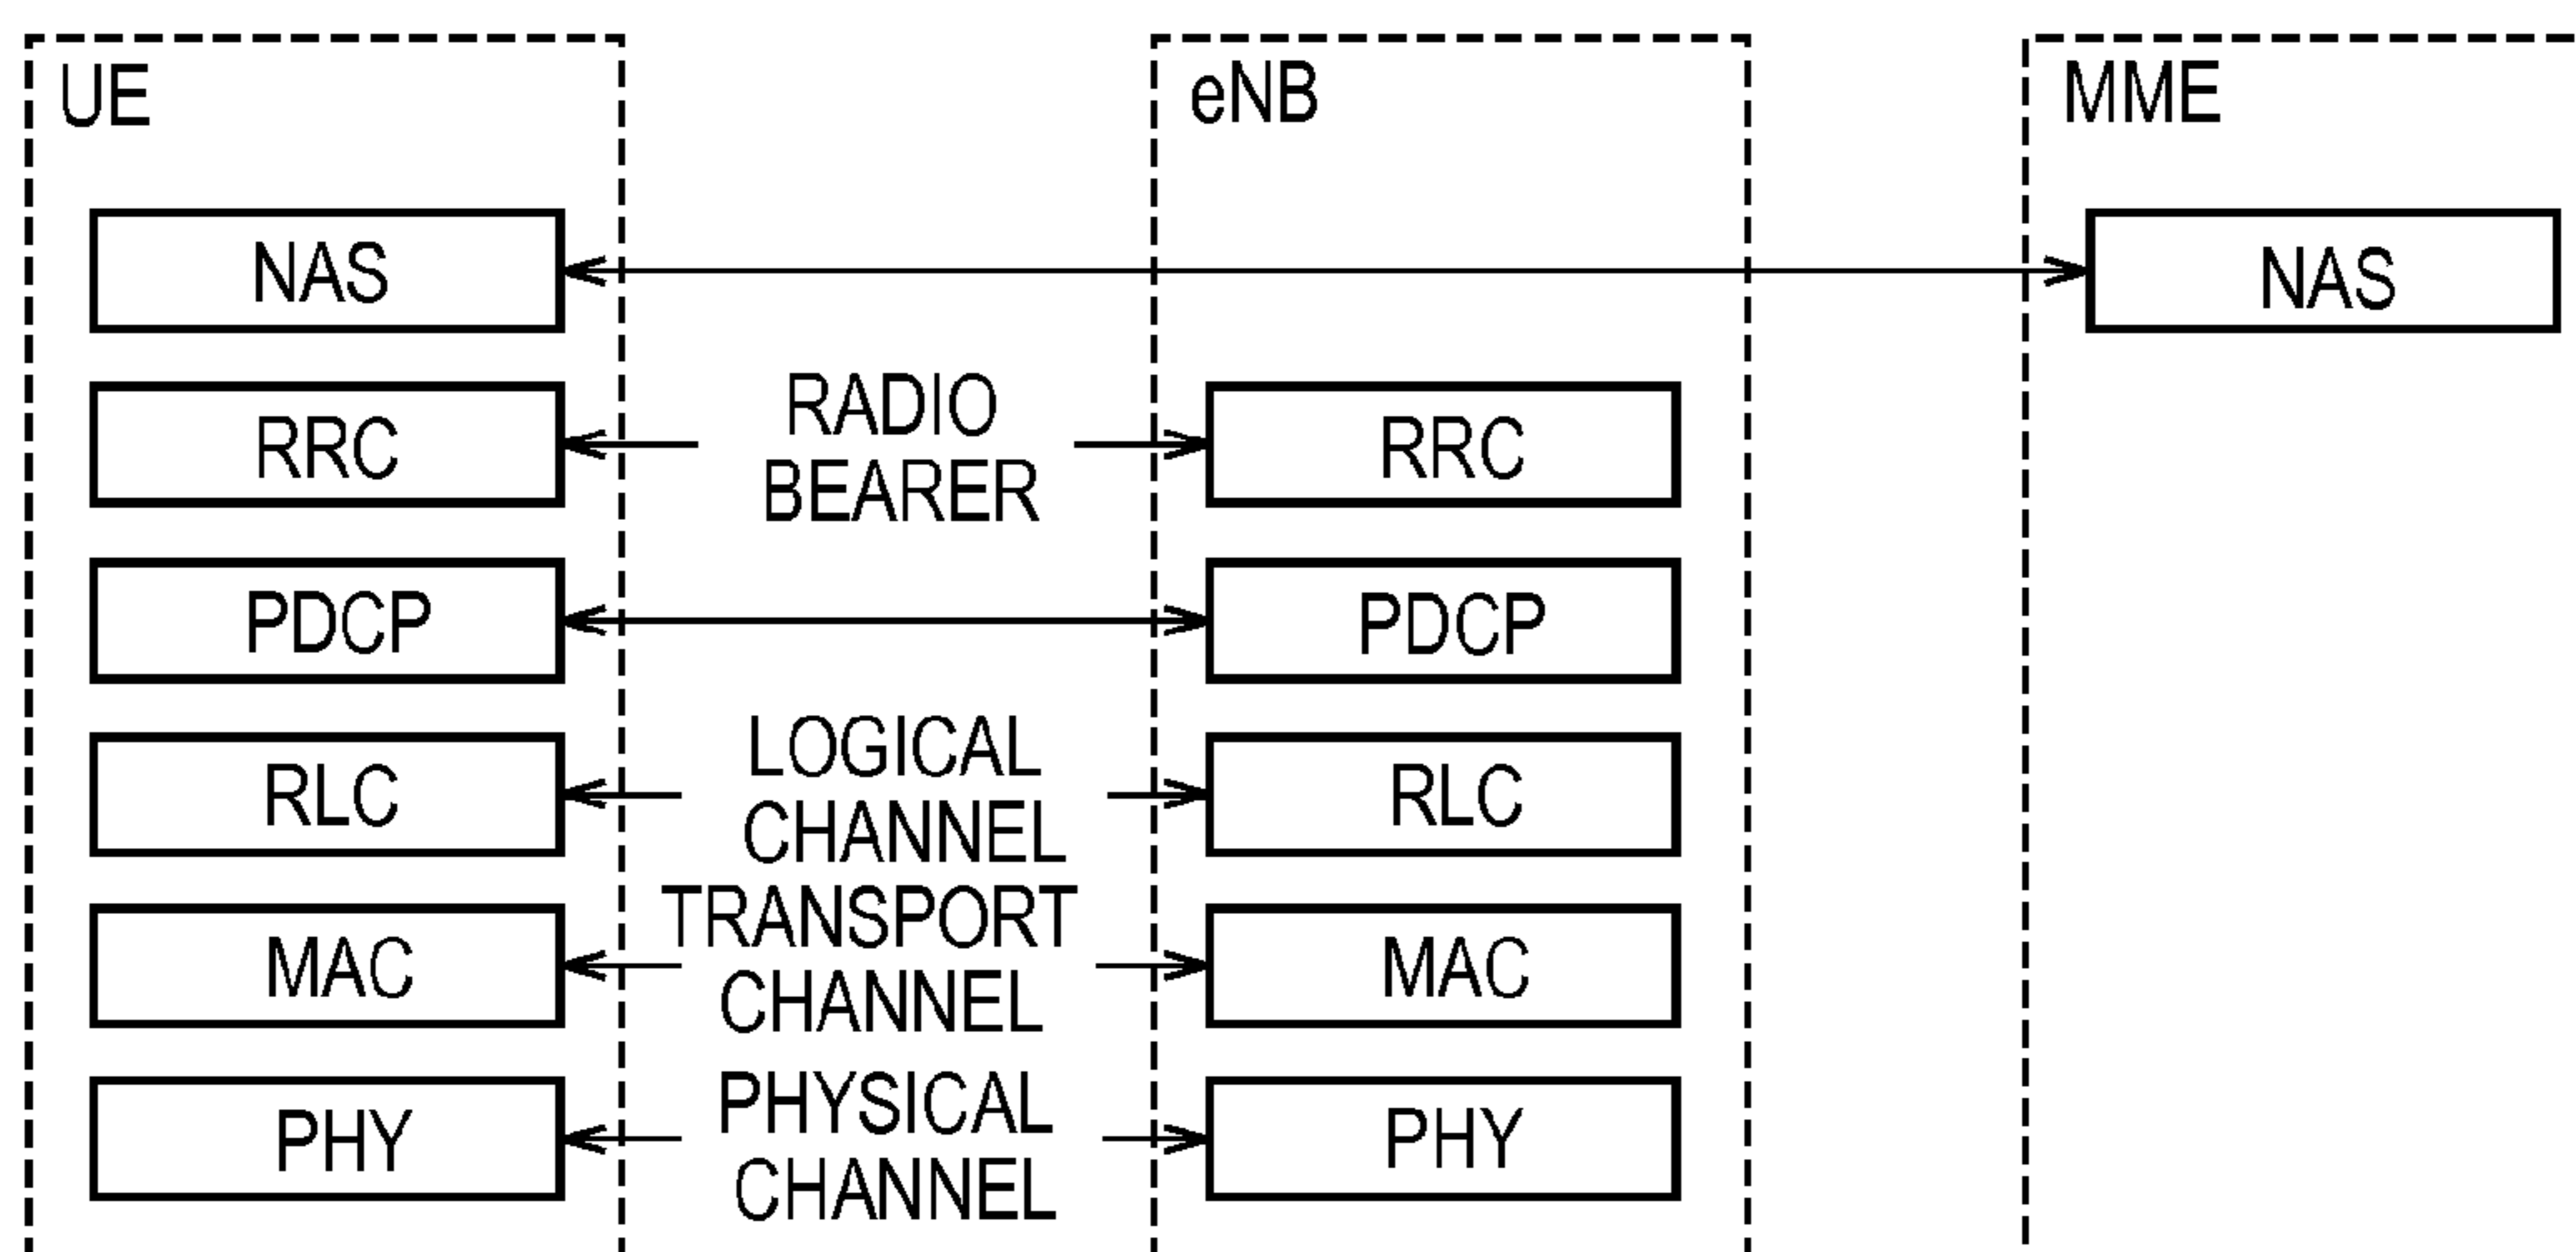 UE
eNB
MME
NAS
NAS
RRC
RADIO
BEARER
RRC
PDCP
PDCP
RLC
LOGICAL
CHANNEL
RLC
MAC
TRANSPORT
CHANNEL
MAC
PHY
PHYSICAL
CHANNEL
PHY